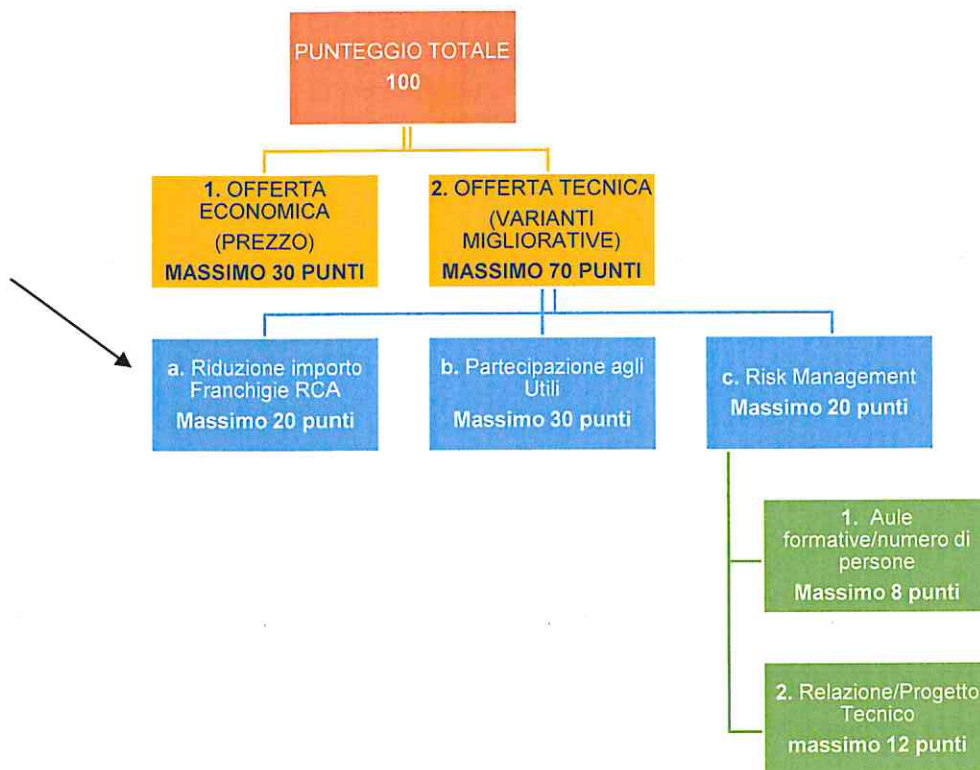 PUNTEGGIO TOTALE
100
1. OFFERTA
ECONOMICA
(PREZZO)
MASSIMO 30 PUNTI
2. OFFERTA TECNICA
(VARIANTI
MIGLIORATIVE)
MASSIMO 70 PUNTI
a. Riduzione importo
Franchigie RCA
Massimo 20 punti
b. Partecipazione agli
Utili
Massimo 30 punti
c. Risk Management
Massimo 20 punti
1. Aule
formative/numero di
persone
Massimo 8 punti
2. Relazione/Progetto
Tecnico
massimo 12 punti